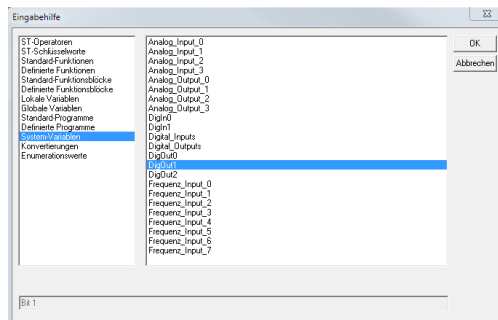 Eingabehilfe
ST-Operatoren
ST-Schlüsselworte
Standard-Funktionen
Definierte Funktionen
Standard-Funktionsblöcke
Definierte Funktionsblöcke
Lokale Variablen
Globale Variablen
Standard-Programme
Definierte Programme
System-Variablen
Konvertierungen
Enumerationswerte
Analog_Input_0
Analog_Input_1
Analog_Input_2
Analog_Input_3
Analog_Output_0
Analog_Output_1
Analog_Output_2
Analog_Output_3
DigIn0
DigIn1
Digital_Inputs
Digital_Outputs
DigOut0
DigOut1
DigOut2
Frequenz_Input_0
Frequenz_Input_1
Frequenz_Input_2
Frequenz_Input_3
Frequenz_Input_4
Frequenz_Input_5
Frequenz_Input_6
Frequenz_Input_7
OK
Abbrechen
Bit 1